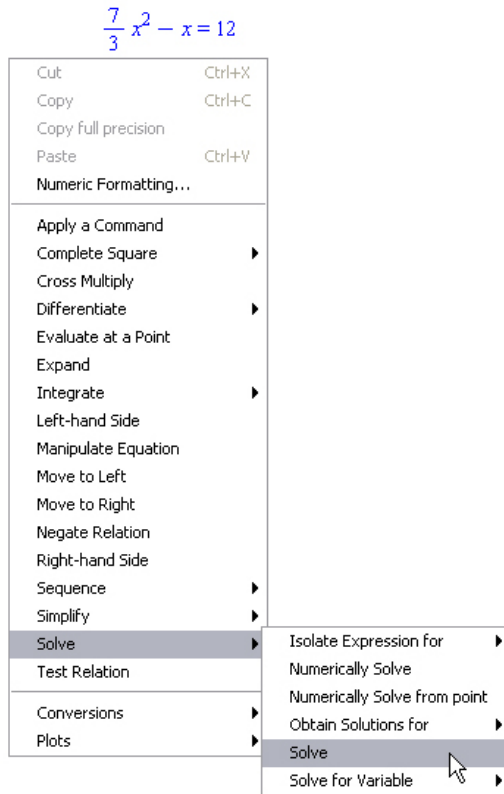 7/3 x² − x = 12
Cut Ctrl+X
Copy Ctrl+C
Copy full precision
Paste Ctrl+V
Numeric Formatting...
Apply a Command
Complete Square
Cross Multiply
Differentiate
Evaluate at a Point
Expand
Integrate
Left-hand Side
Manipulate Equation
Move to Left
Move to Right
Negate Relation
Right-hand Side
Sequence
Simplify
Solve
Test Relation
Conversions
Plots
Isolate Expression for
Numerically Solve
Numerically Solve from point
Obtain Solutions for
Solve
Solve for Variable